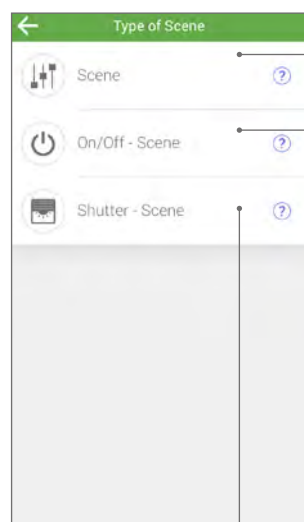 Type of Scene
Scene
?
On/Off - Scene
?
Shutter - Scene
?